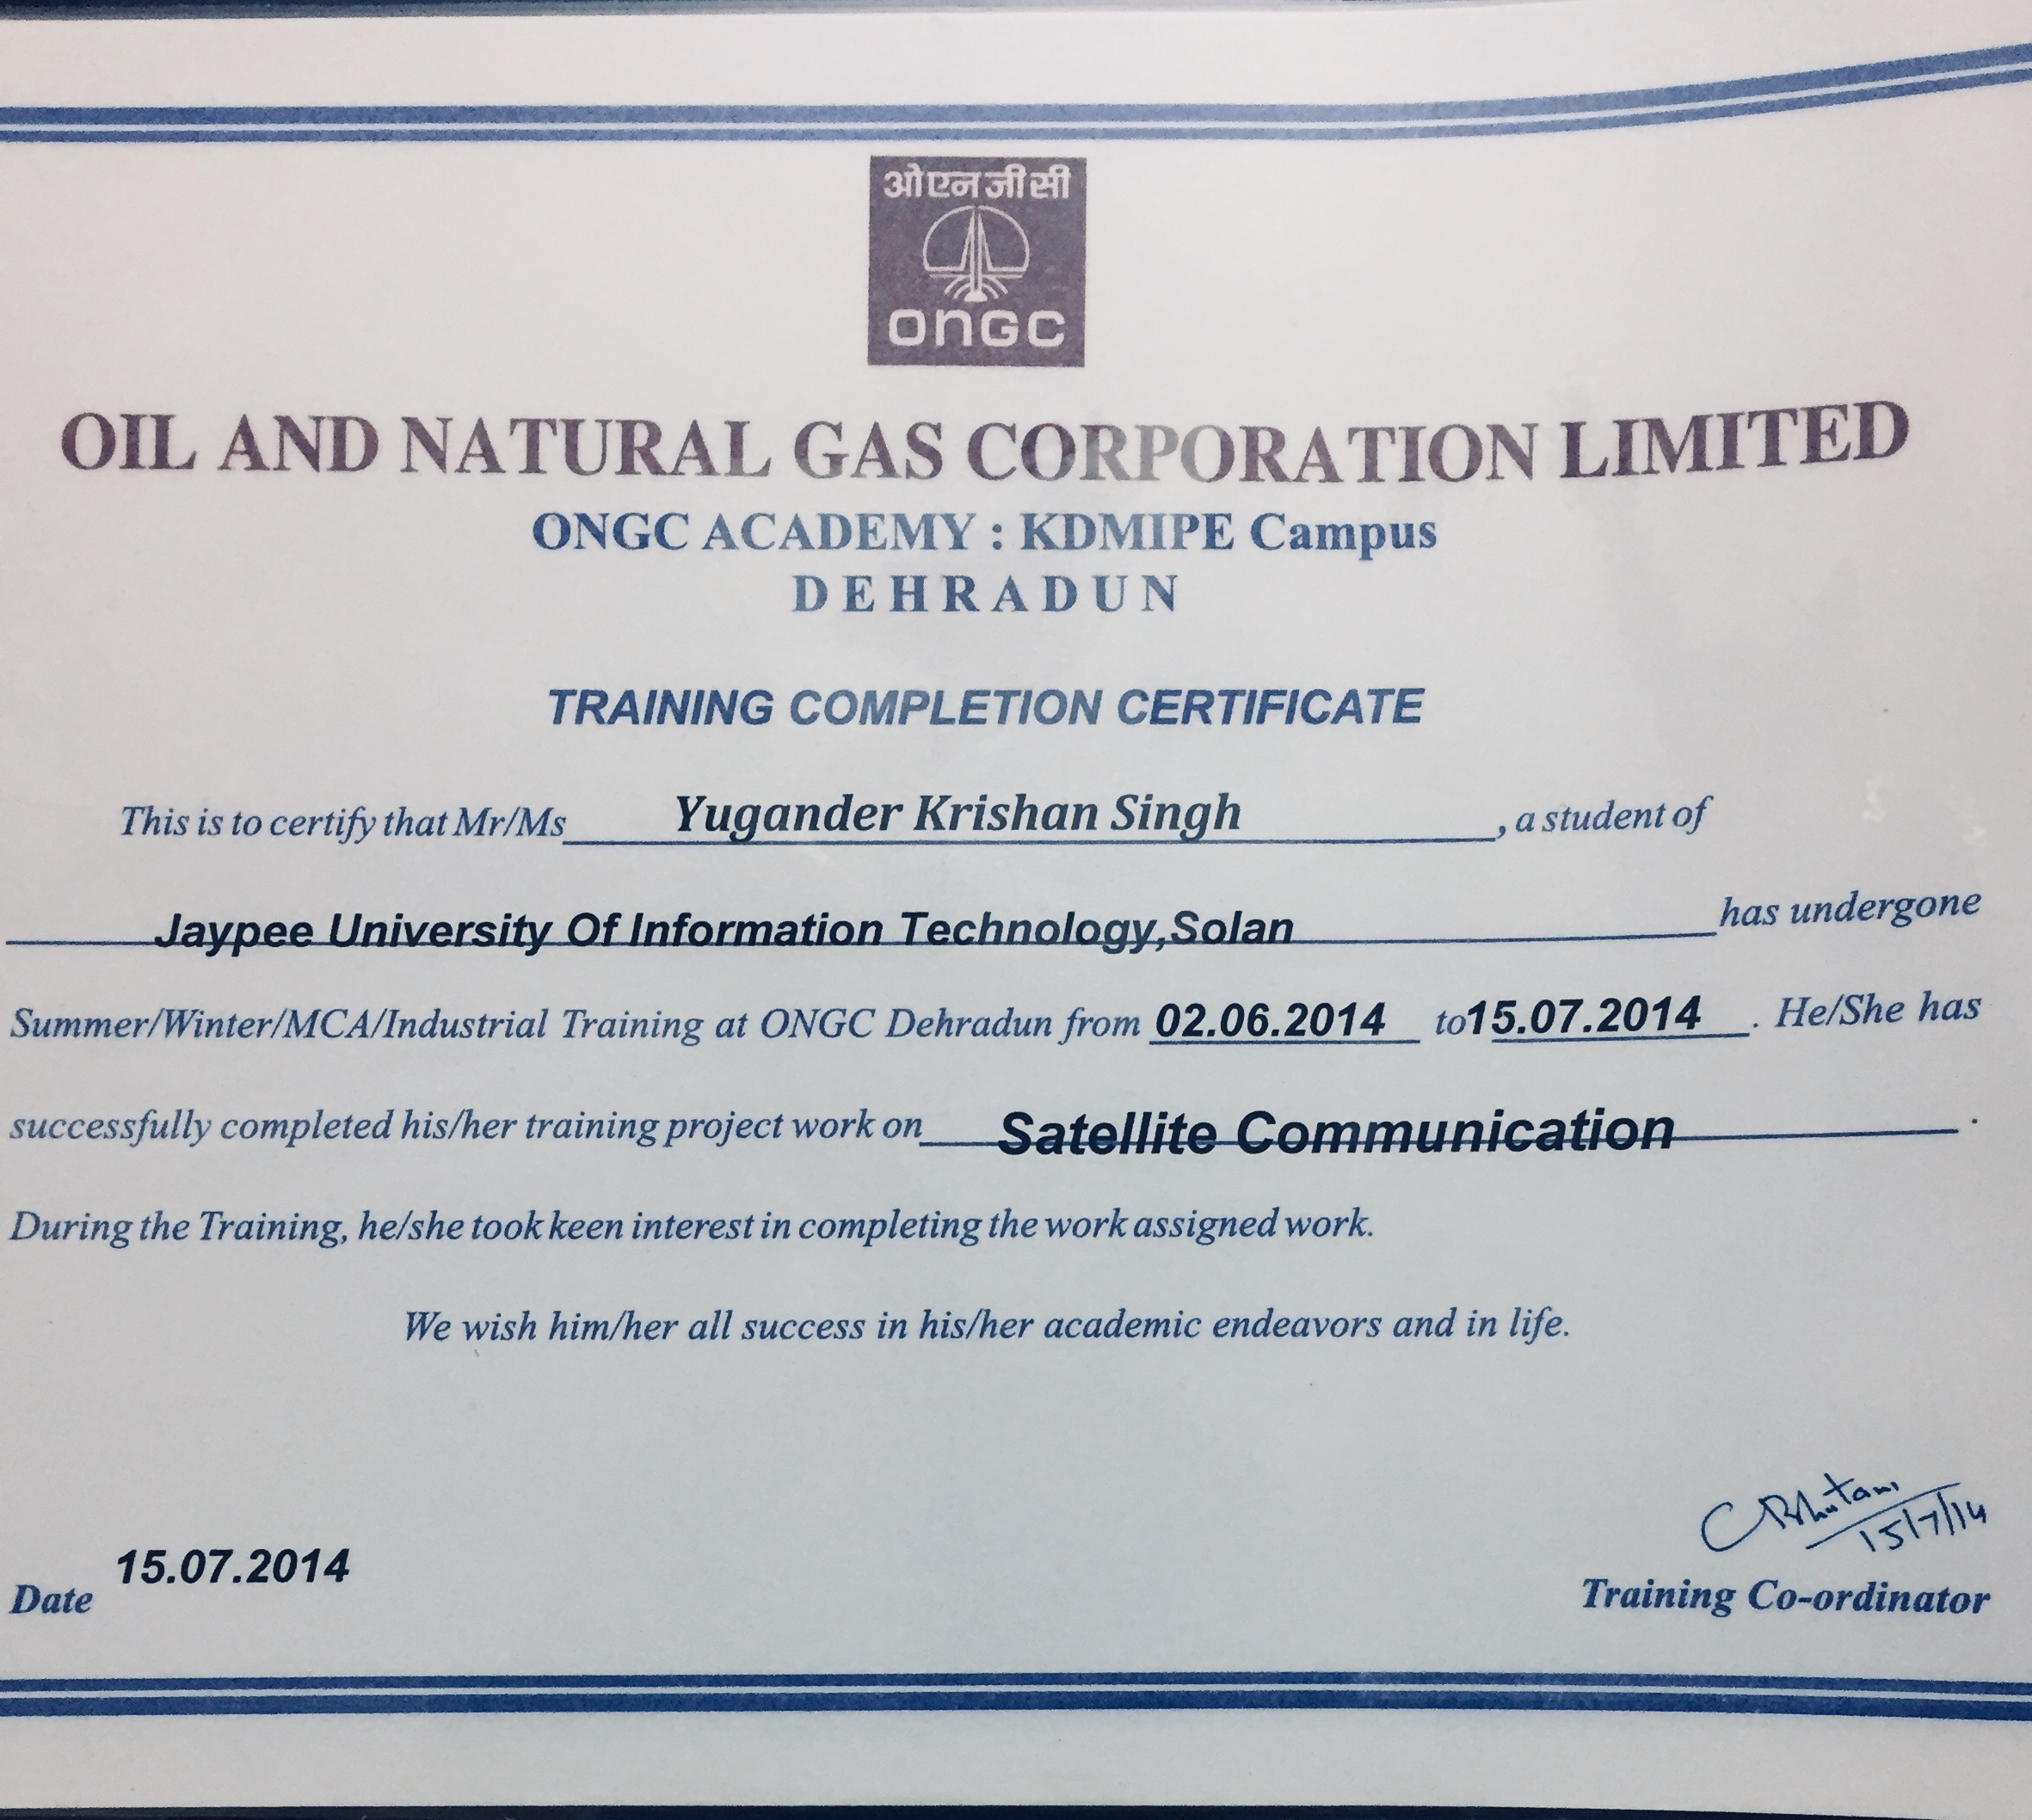 ओएनजीसी
ONGC
OIL AND NATURAL GAS CORPORATION LIMITED
ONGC ACADEMY : KDMIPE Campus
DEHRADUN
TRAINING COMPLETION CERTIFICATE
This is to certify that Mr/Ms Yugander Krishan Singh, a student of
Jaypee University Of Information Technology,Solan has undergone
Summer/Winter/MCA/Industrial Training at ONGC Dehradun from 02.06.2014 to 15.07.2014. He/She has
successfully completed his/her training project work on Satellite Communication.
During the Training, he/she took keen interest in completing the work assigned work.
We wish him/her all success in his/her academic endeavors and in life.
CBhutani
15/7/14
Date 15.07.2014
Training Co-ordinator